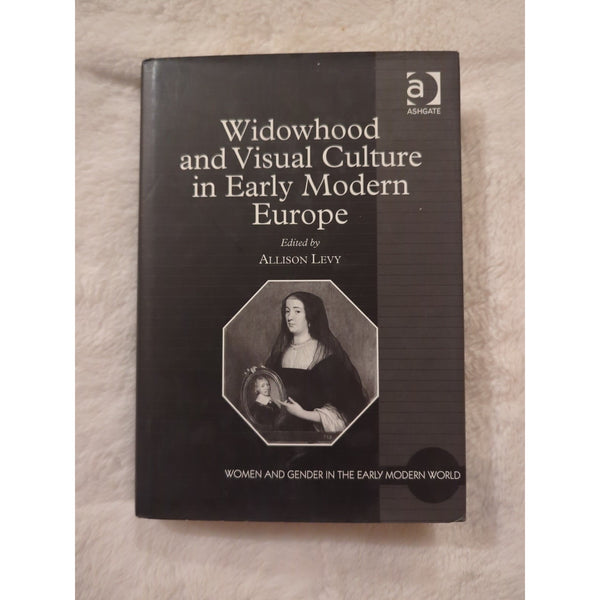 a
ASHGATE
Widowhood
and Visual Culture
in Early Modern
Europe
Edited by
ALLISON LEVY
WOMEN AND GENDER IN THE EARLY MODERN WORLD